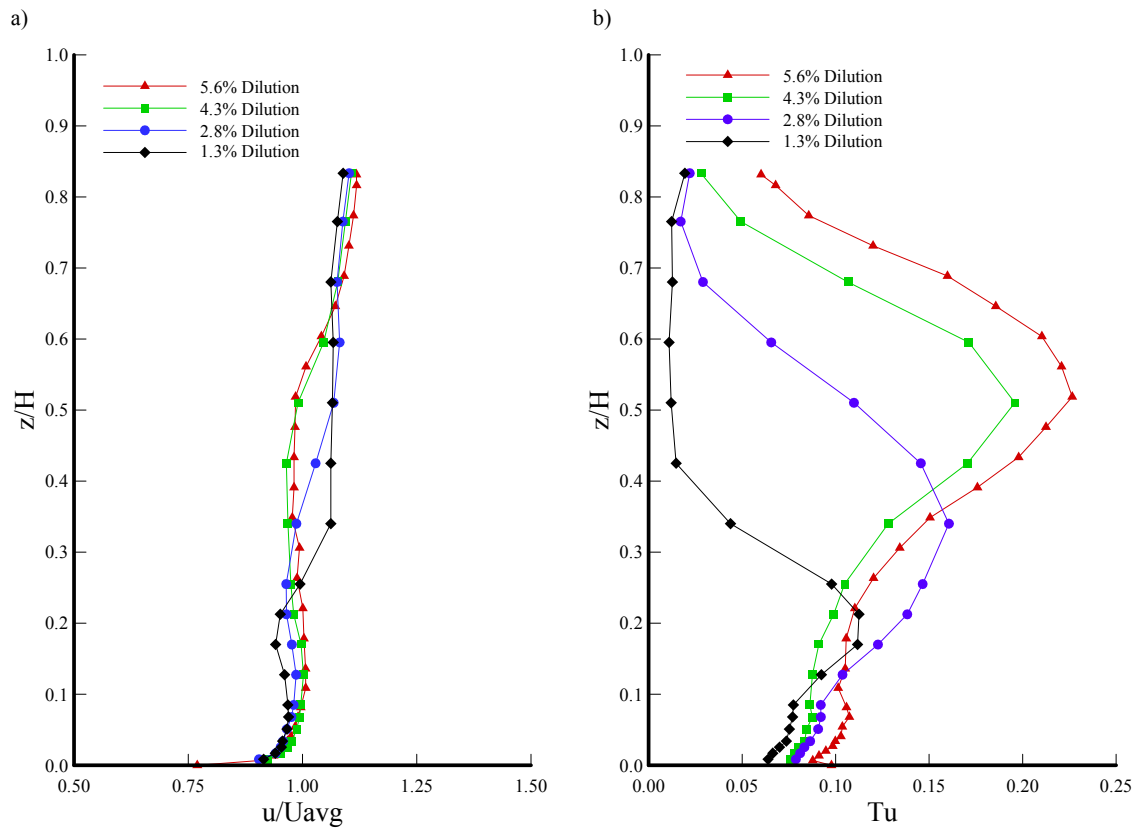 a)
1.0
0.9
0.8
0.7
0.6
0.5
0.4
0.3
0.2
0.1
0.0
z/H
5.6% Dilution
4.3% Dilution
2.8% Dilution
1.3% Dilution
0.50
0.75
1.00
1.25
1.50
u/Uavg
b)
1.0
0.9
0.8
0.7
0.6
0.5
0.4
0.3
0.2
0.1
0.0
z/H
5.6% Dilution
4.3% Dilution
2.8% Dilution
1.3% Dilution
0.00
0.05
0.10
0.15
0.20
0.25
Tu